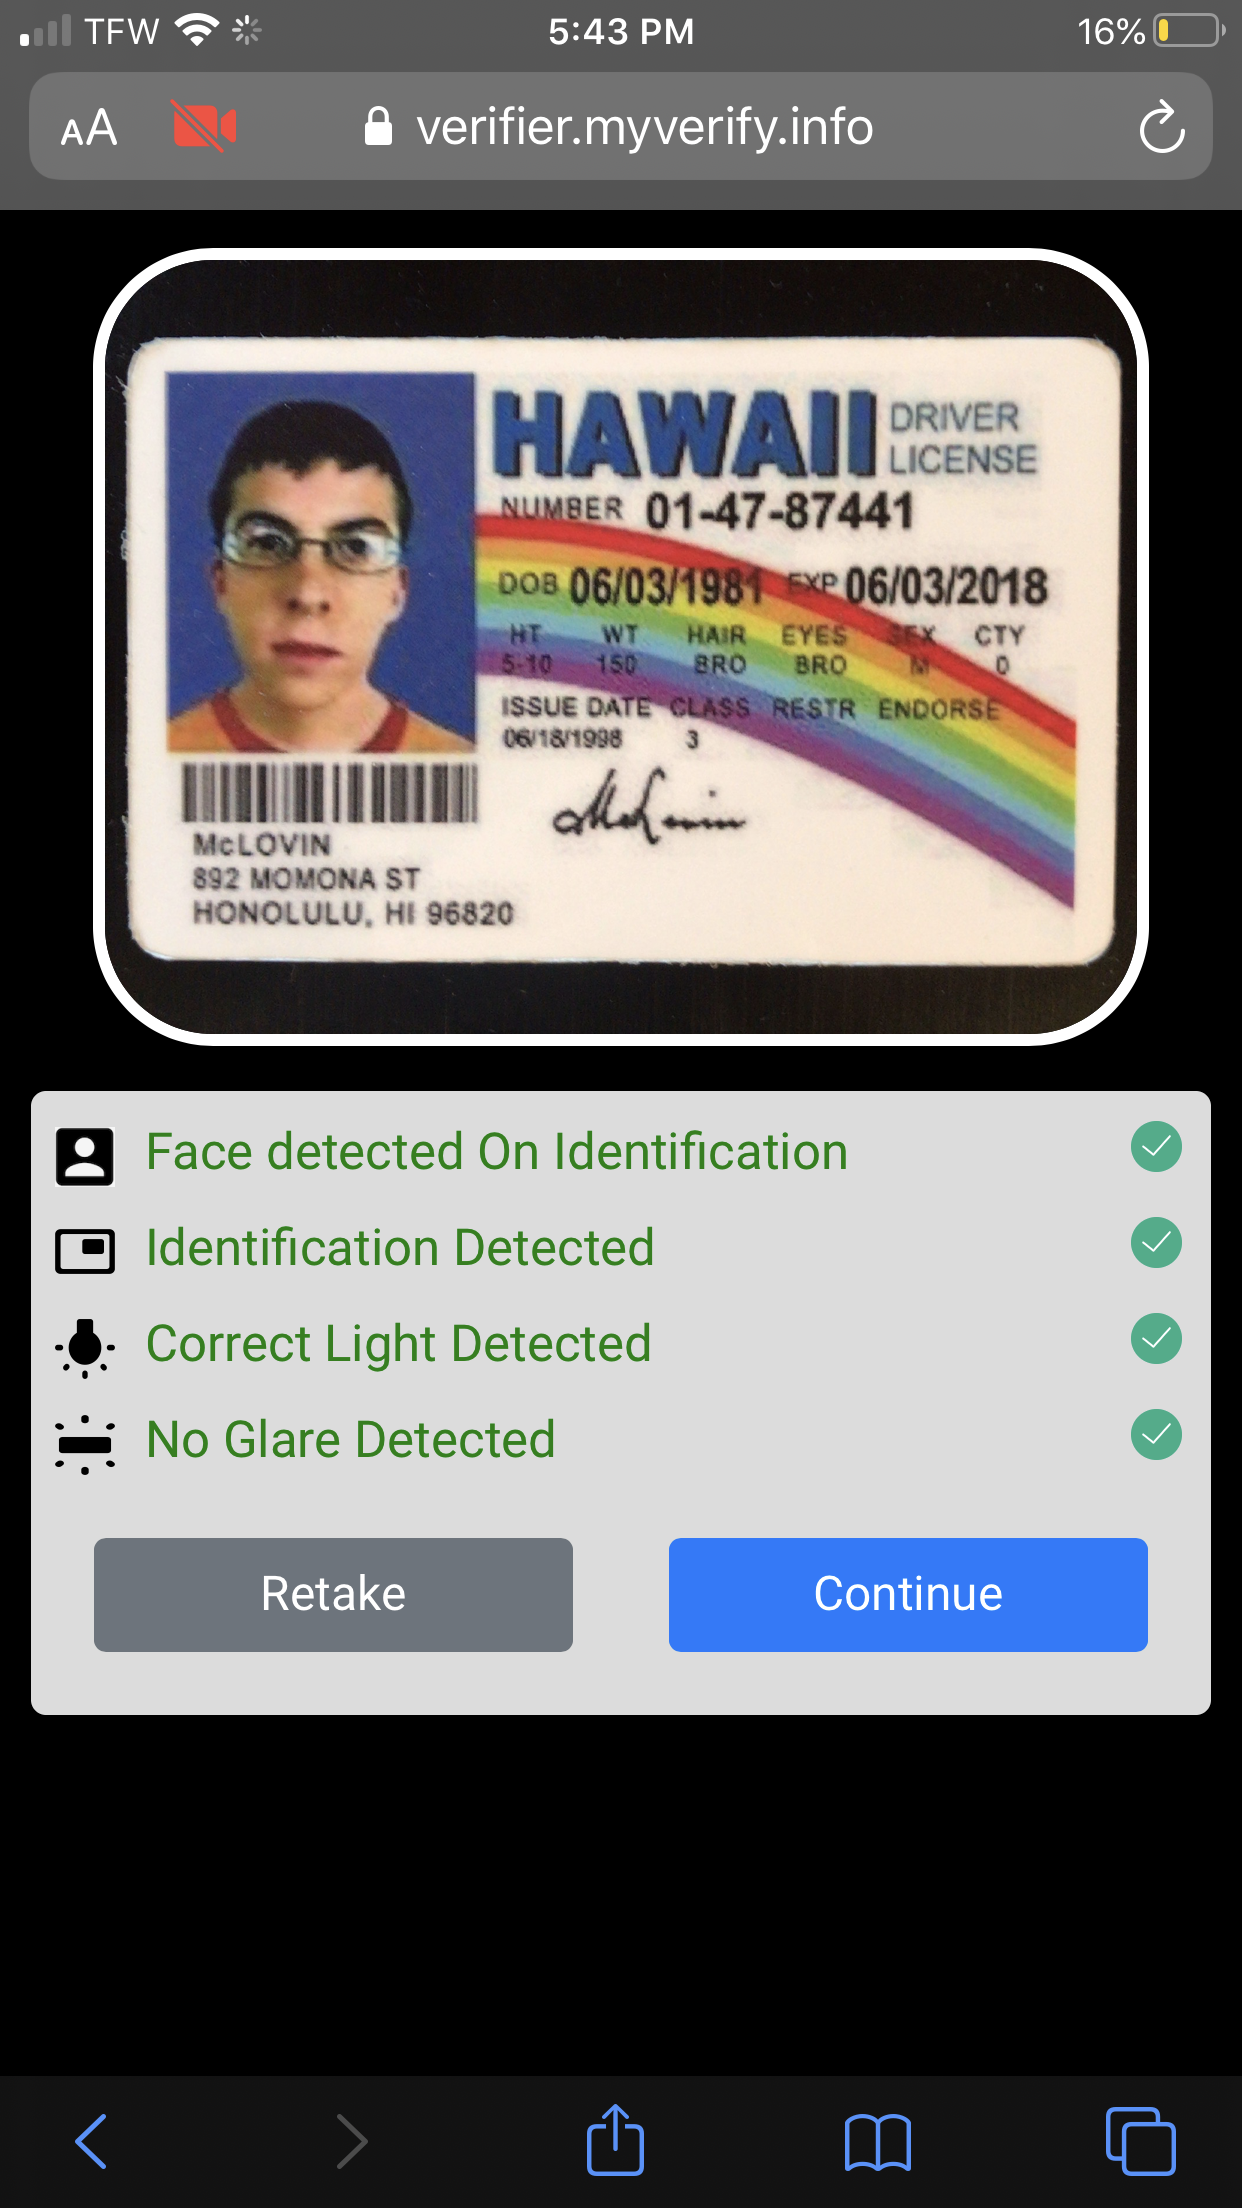 TFW 5:43 PM 16%
AA verifier.myverify.info
HAWAII DRIVER LICENSE
NUMBER 01-47-87441
DOB 06/03/1981 EXP 06/03/2018
HT WT HAIR EYES SEX CTY
5-10 150 BRO BRO M 0
ISSUE DATE CLASS RESTR ENDORSE
06/18/1998 3
McLovin
McLOVIN
892 MOMONA ST
HONOLULU, HI 96820
Face detected On Identification
Identification Detected
Correct Light Detected
No Glare Detected
Retake Continue